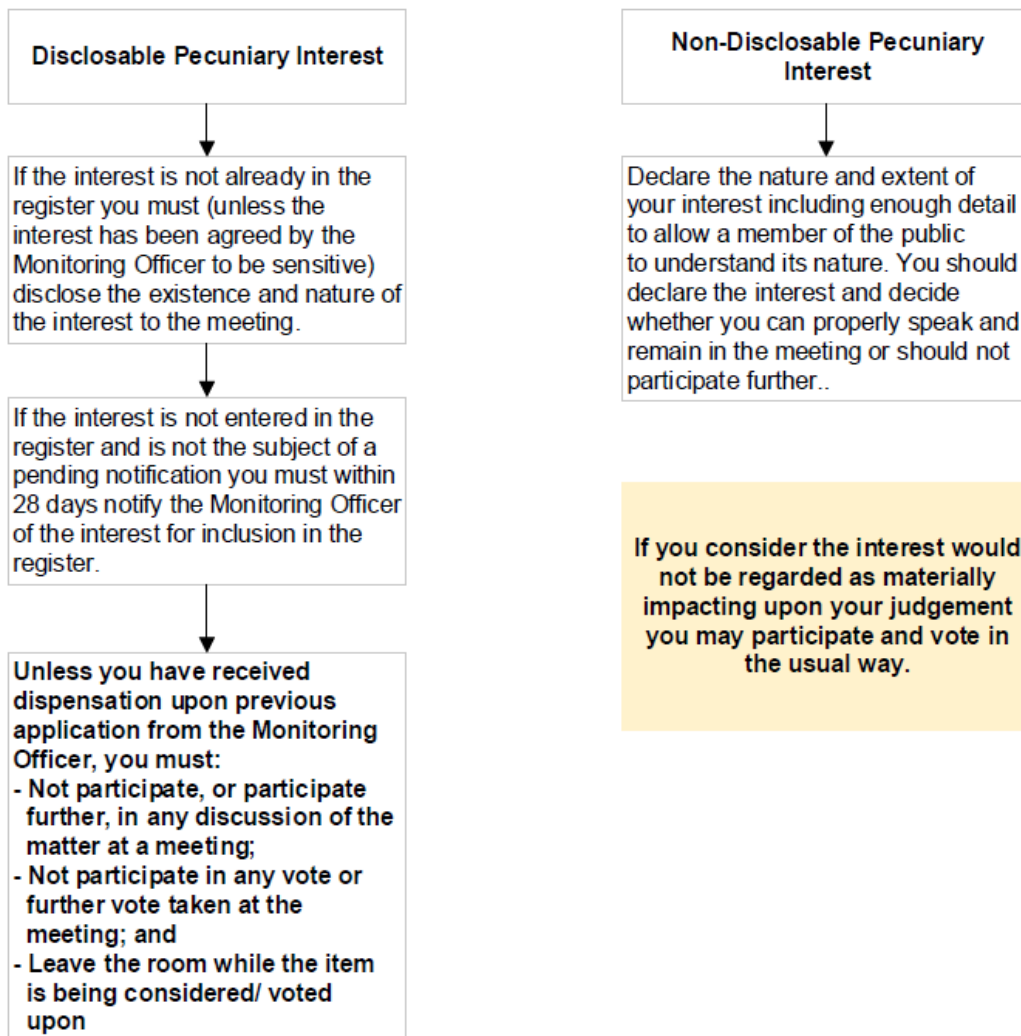 Disclosable Pecuniary Interest
If the interest is not already in the
register you must (unless the
interest has been agreed by the
Monitoring Officer to be sensitive)
disclose the existence and nature of
the interest to the meeting.
If the interest is not entered in the
register and is not the subject of a
pending notification you must within
28 days notify the Monitoring Officer
of the interest for inclusion in the
register.
Unless you have received
dispensation upon previous
application from the Monitoring
Officer, you must:
- Not participate, or participate
further, in any discussion of the
matter at a meeting;
- Not participate in any vote or
further vote taken at the
meeting; and
- Leave the room while the item
is being considered/ voted
upon
Non-Disclosable Pecuniary
Interest
Declare the nature and extent of
your interest including enough detail
to allow a member of the public
to understand its nature. You should
declare the interest and decide
whether you can properly speak and
remain in the meeting or should not
participate further..
If you consider the interest would
not be regarded as materially
impacting upon your judgement
you may participate and vote in
the usual way.